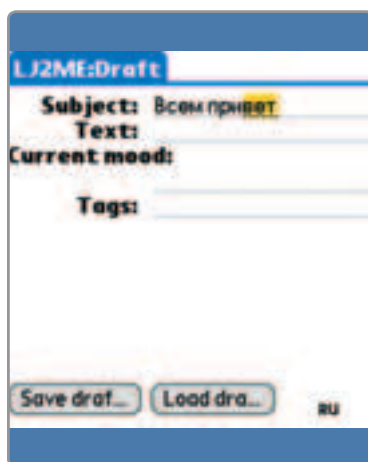 LJ2ME:Draft
Subject: Всем привет
Text:
Current mood:
Tags:
Save draf... Load dra...
RU